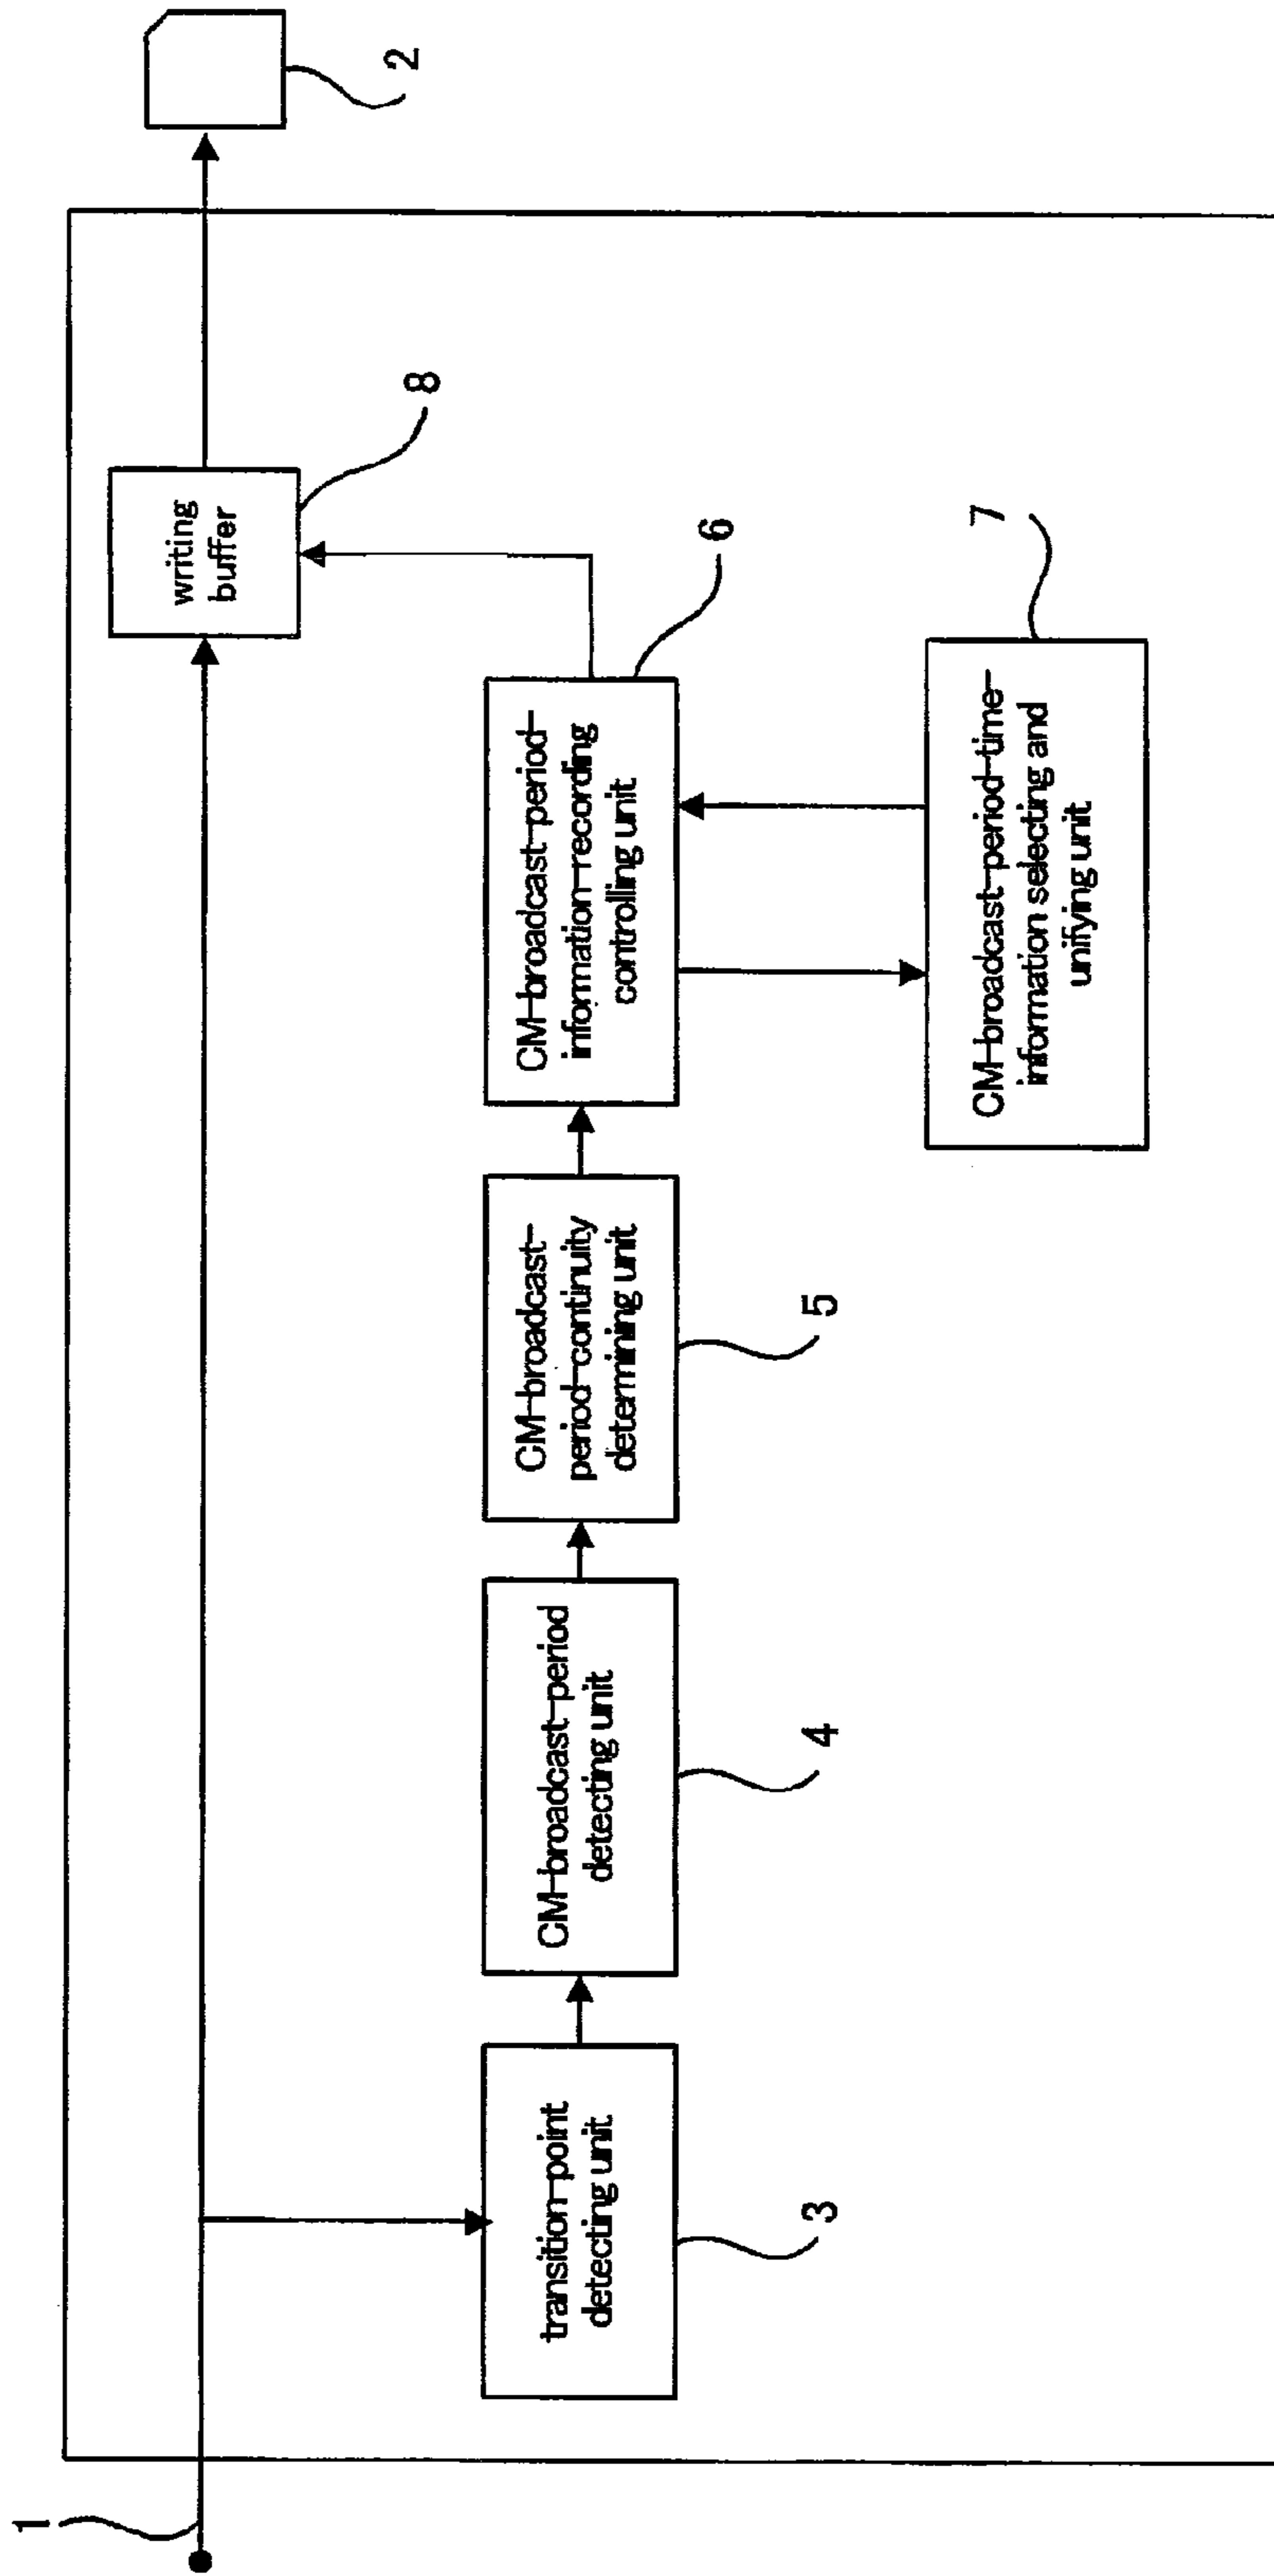 1
2
writing
buffer
8
transition-point
detecting unit
3
CM-broadcast-period
detecting unit
4
CM-broadcast-
period-continuity
determining unit
5
CM-broadcast-period-
information-recording
controlling unit
6
CM-broadcast-period-time-
information selecting and
unifying unit
7